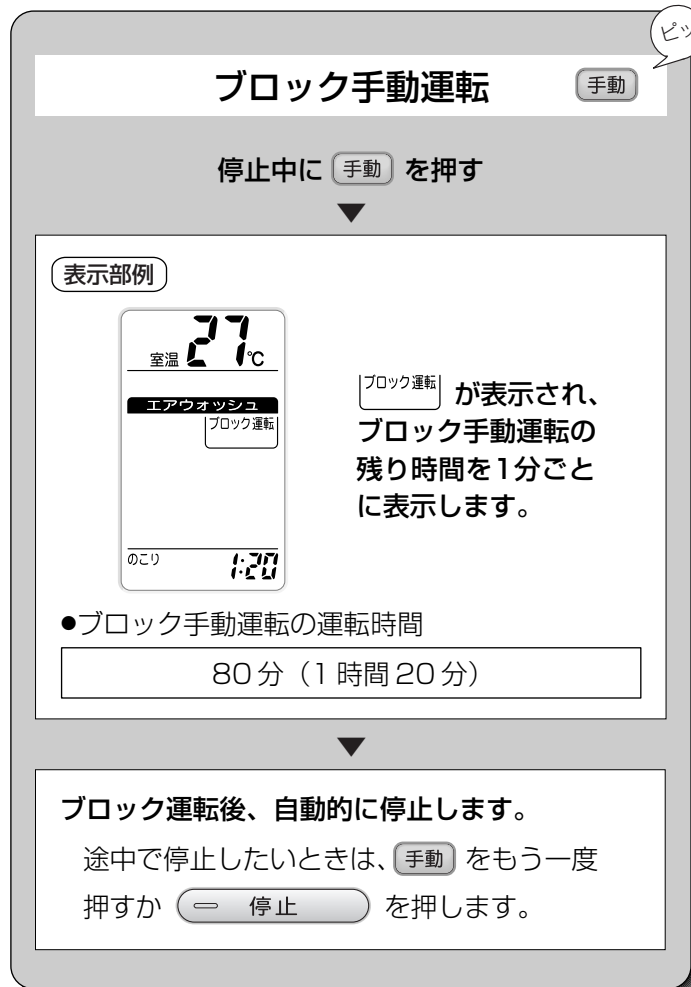 ピッ
ブロック手動運転 手動
停止中に 手動 を押す
表示部例
室温 27℃
エアウォッシュ
ブロック運転
のこり 1:20
ブロック運転 が表示され、
ブロック手動運転の
残り時間を1分ごと
に表示します。
●ブロック手動運転の運転時間
80分（1時間20分）
ブロック運転後、自動的に停止します。
途中で停止したいときは、手動 をもう一度
押すか 停止 を押します。